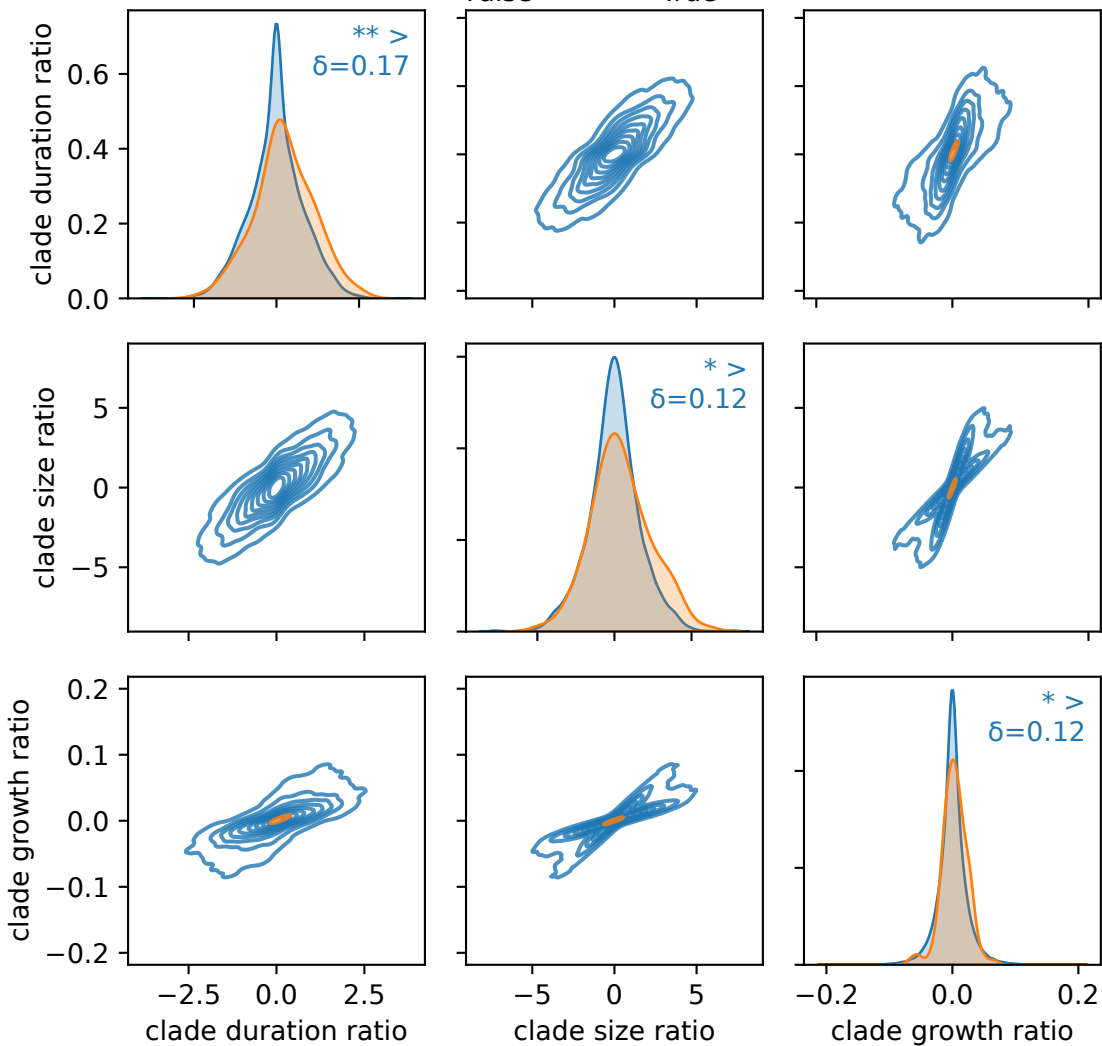 clade duration ratio
0.6
0.4
0.2
0.0
** >
δ=0.17
clade size ratio
5
0
−5
* >
δ=0.12
clade growth ratio
0.2
0.1
0.0
−0.1
−0.2
* >
δ=0.12
−2.5 0.0 2.5
−5 0 5
−0.2 0.0 0.2
clade duration ratio
clade size ratio
clade growth ratio